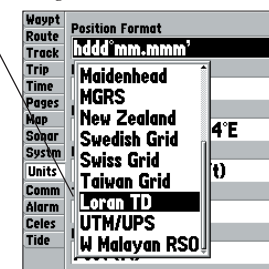 Waypt
Route
Track
Trip
Time
Pages
Map
Sonar
Systm
Units
Comm
Alarm
Celes
Tide
Position Format
hddd°mm.mmm'
Maidenhead
MGRS
New Zealand
Swedish Grid
Swiss Grid
Taiwan Grid
Loran TD
UTM/UPS
W Malayan RSO
4°E
't)